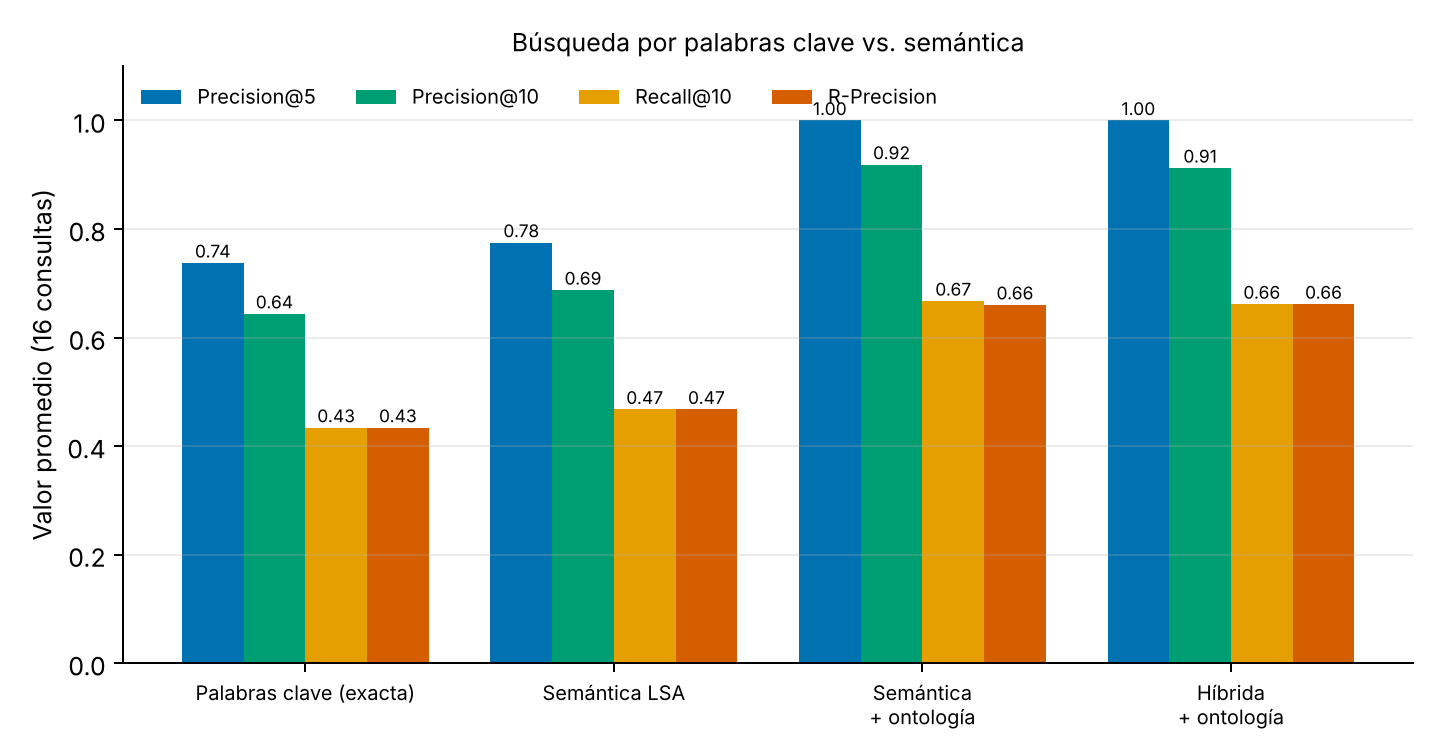 Búsqueda por palabras clave vs. semántica
Precision@5 Precision@10 Recall@10 R-Precision
Valor promedio (16 consultas)
1.0
0.8
0.6
0.4
0.2
0.0
0.74 0.64 0.43 0.43
0.78 0.69 0.47 0.47
1.00 0.92 0.67 0.66
1.00 0.91 0.66 0.66
Palabras clave (exacta)
Semántica LSA
Semántica
+ ontología
Híbrida
+ ontología